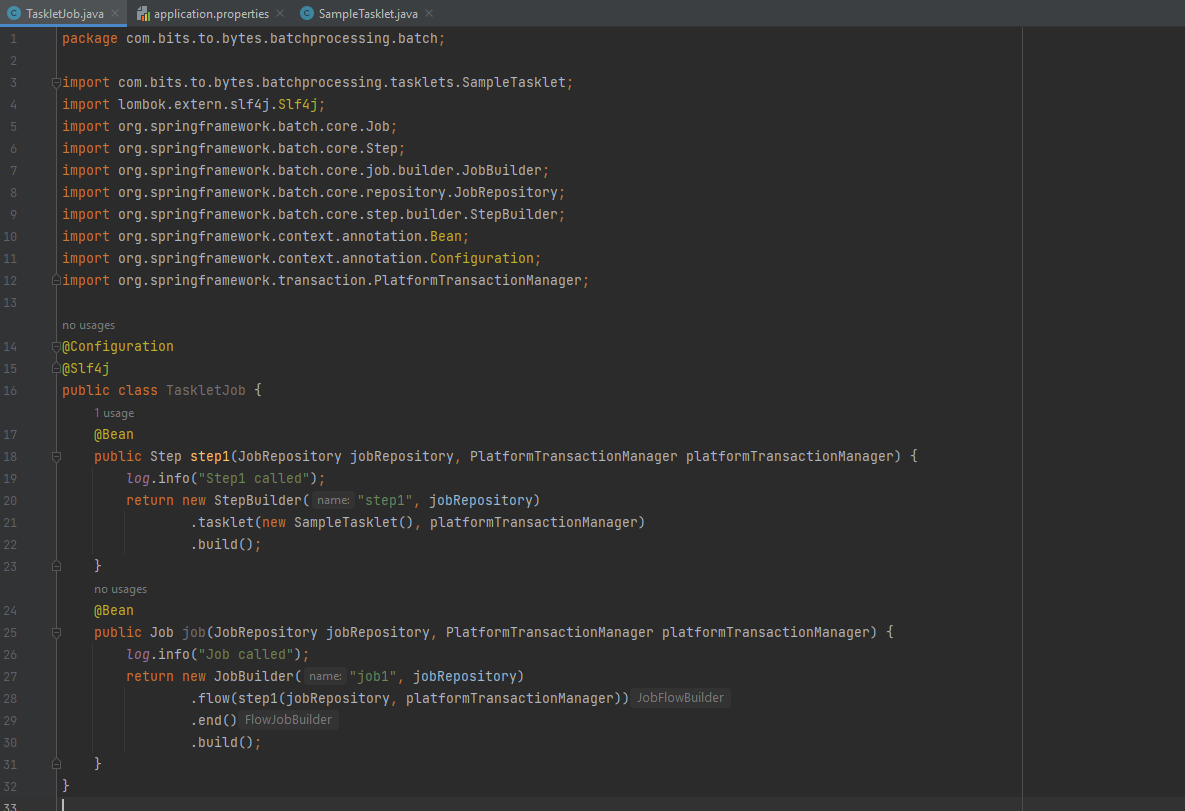 TaskletJob.java application.properties SampleTasklet.java
1 package com.bits.to.bytes.batchprocessing.batch;
2
3 import com.bits.to.bytes.batchprocessing.tasklets.SampleTasklet;
4 import lombok.extern.slf4j.Slf4j;
5 import org.springframework.batch.core.Job;
6 import org.springframework.batch.core.Step;
7 import org.springframework.batch.core.job.builder.JobBuilder;
8 import org.springframework.batch.core.repository.JobRepository;
9 import org.springframework.batch.core.step.builder.StepBuilder;
10 import org.springframework.context.annotation.Bean;
11 import org.springframework.context.annotation.Configuration;
12 import org.springframework.transaction.PlatformTransactionManager;
13
no usages
14 @Configuration
15 @Slf4j
16 public class TaskletJob {
1 usage
17 @Bean
18 public Step step1(JobRepository jobRepository, PlatformTransactionManager platformTransactionManager) {
19 log.info("Step1 called");
20 return new StepBuilder( name: "step1", jobRepository)
21 .tasklet(new SampleTasklet(), platformTransactionManager)
22 .build();
23 }
no usages
24 @Bean
25 public Job job(JobRepository jobRepository, PlatformTransactionManager platformTransactionManager) {
26 log.info("Job called");
27 return new JobBuilder( name: "job1", jobRepository)
28 .flow(step1(jobRepository, platformTransactionManager)) JobFlowBuilder
29 .end() FlowJobBuilder
30 .build();
31 }
32 }
33